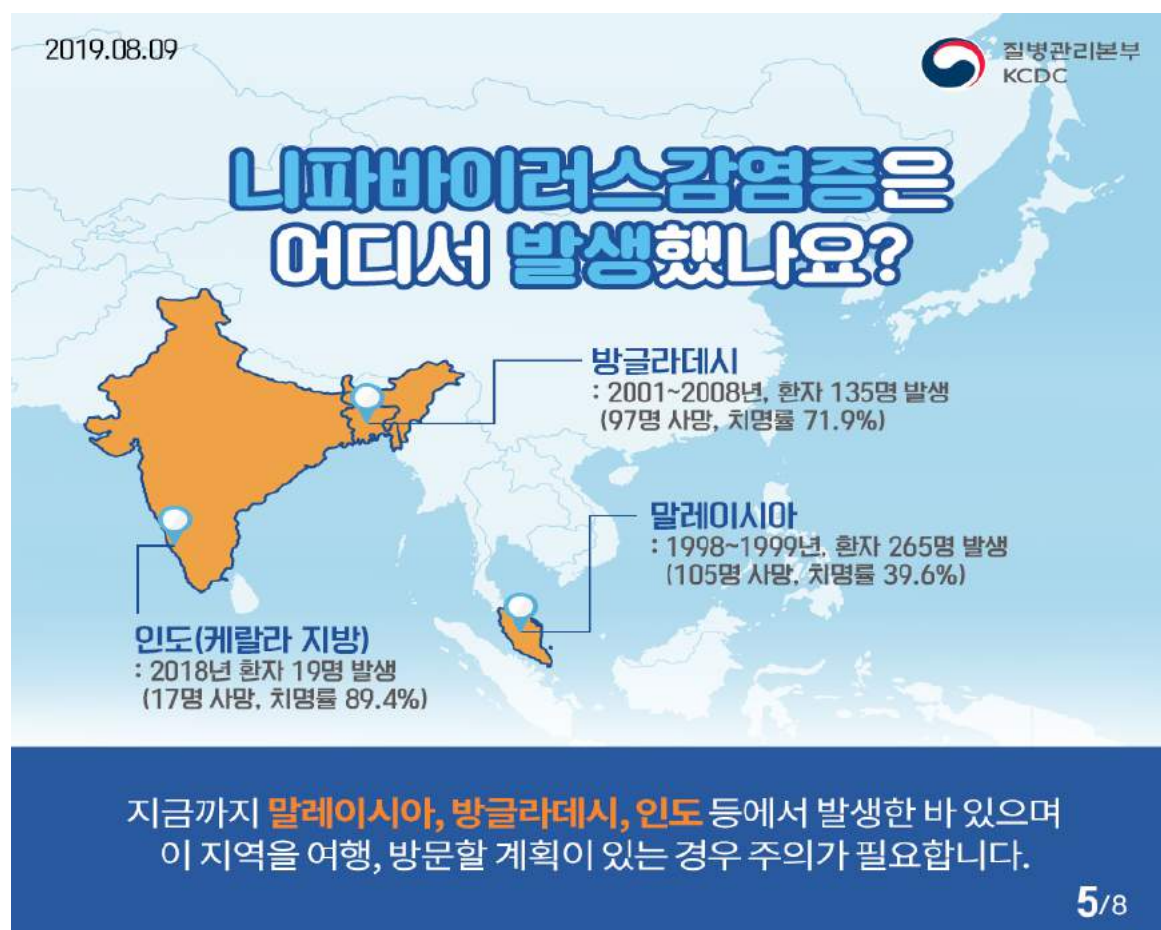 2019.08.09
질병관리본부
KCDC
니파바이러스감염증은
어디서 발생했나요?
방글라데시
: 2001~2008년, 환자 135명 발생
(97명 사망, 치명률 71.9%)
말레이시아
: 1998~1999년, 환자 265명 발생
(105명 사망, 치명률 39.6%)
인도(케랄라 지방)
: 2018년 환자 19명 발생
(17명 사망, 치명률 89.4%)
지금까지 말레이시아, 방글라데시, 인도 등에서 발생한 바 있으며
이 지역을 여행, 방문할 계획이 있는 경우 주의가 필요합니다.
5/8